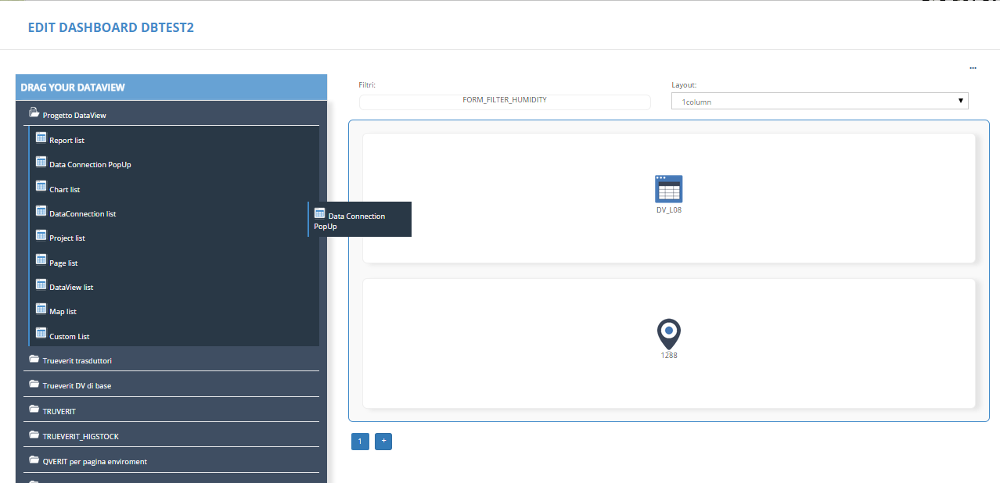 EDIT DASHBOARD DBTEST2
...
DRAG YOUR DATAVIEW
Progetto DataView
Report list
Data Connection PopUp
Chart list
DataConnection list
Project list
Page list
DataView list
Map list
Custom List
Trueverit trasduttori
Trueverit DV di base
TRUVERIT
TRUEVERIT_HIGSTOCK
QVERIT per pagina enviroment
Data Connection
PopUp
Filtri:
FORM_FILTER_HUMIDITY
Layout:
1column
DV_L08
1288
1
+